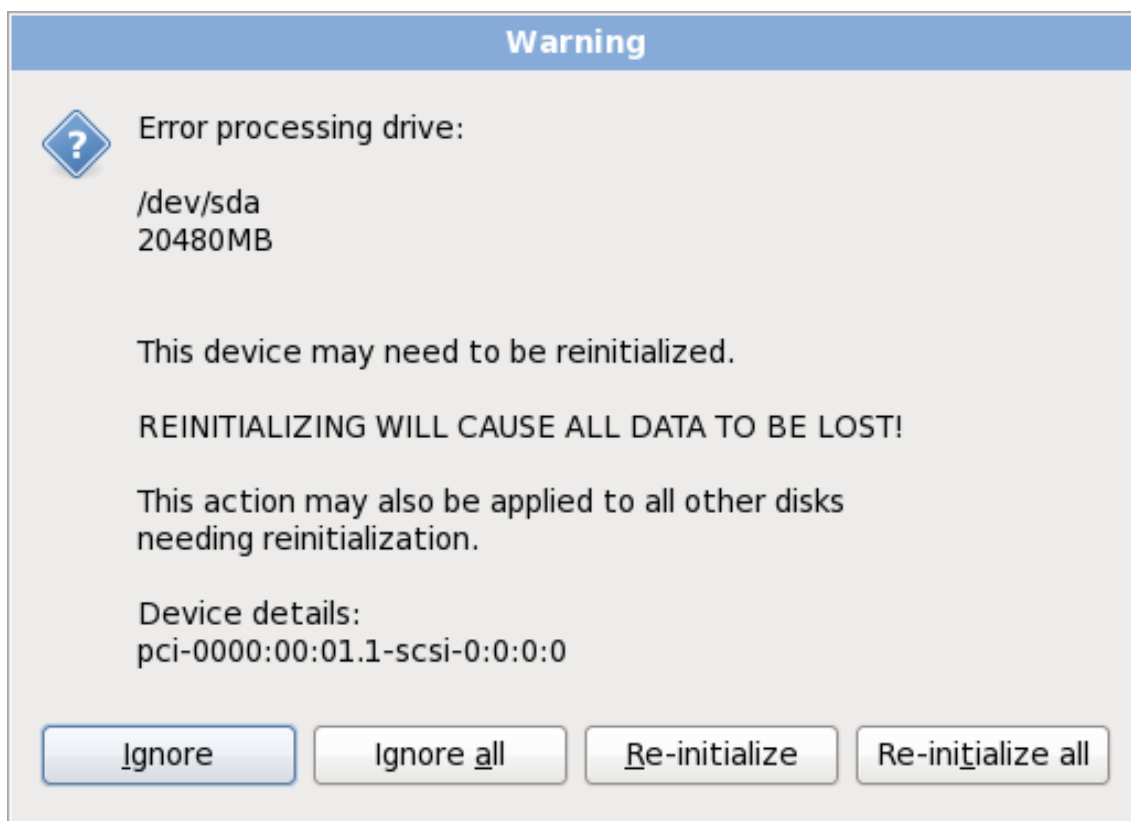 Warning
Error processing drive:
/dev/sda
20480MB
This device may need to be reinitialized.
REINITIALIZING WILL CAUSE ALL DATA TO BE LOST!
This action may also be applied to all other disks
needing reinitialization.
Device details:
pci-0000:00:01.1-scsi-0:0:0:0
Ignore
Ignore all
Re-initialize
Re-initialize all